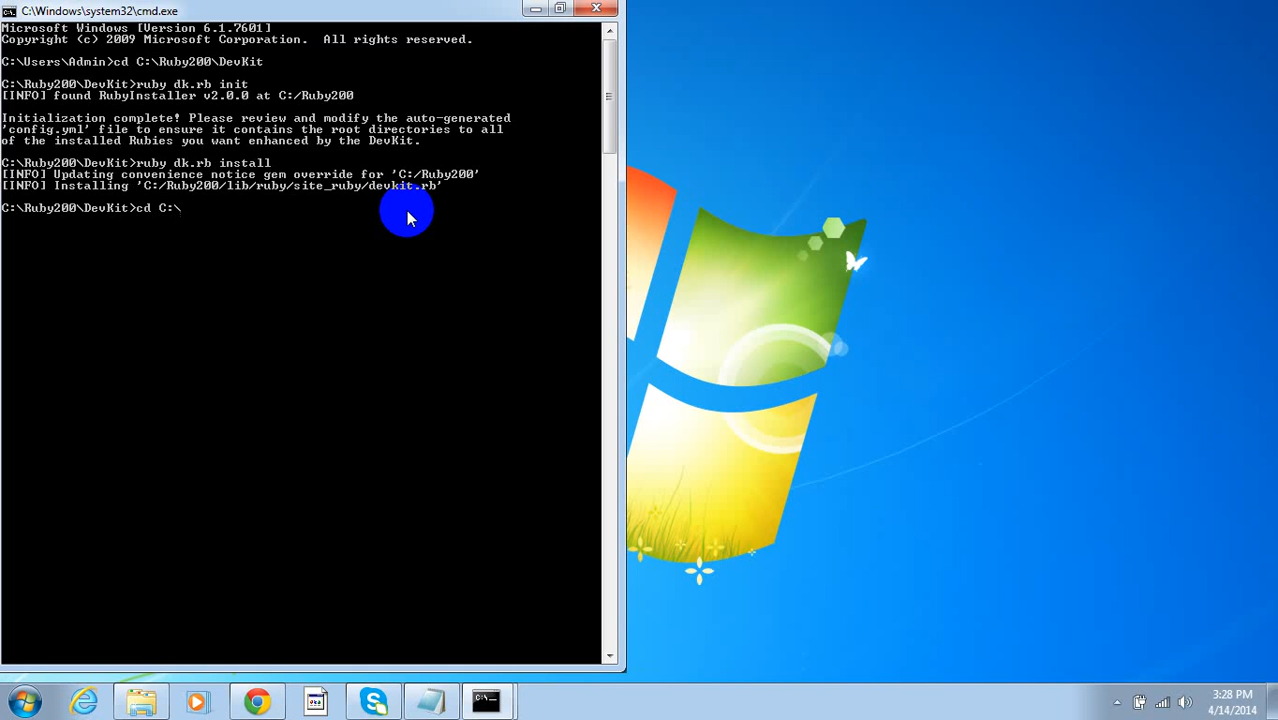 C:\Windows\system32\cmd.exe
Microsoft Windows [Version 6.1.7601]
Copyright (c) 2009 Microsoft Corporation.  All rights reserved.
C:\Users\Admin>cd C:\Ruby200\DevKit
C:\Ruby200\DevKit>ruby dk.rb init
[INFO] found RubyInstaller v2.0.0 at C:/Ruby200
Initialization complete! Please review and modify the auto-generated
'config.yml' file to ensure it contains the root directories to all
of the installed Rubies you want enhanced by the DevKit.
C:\Ruby200\DevKit>ruby dk.rb install
[INFO] Updating convenience notice gem override for 'C:/Ruby200'
[INFO] Installing 'C:/Ruby200/lib/ruby/site_ruby/devkit.rb'
C:\Ruby200\DevKit>cd C:\
3:28 PM
4/14/2014